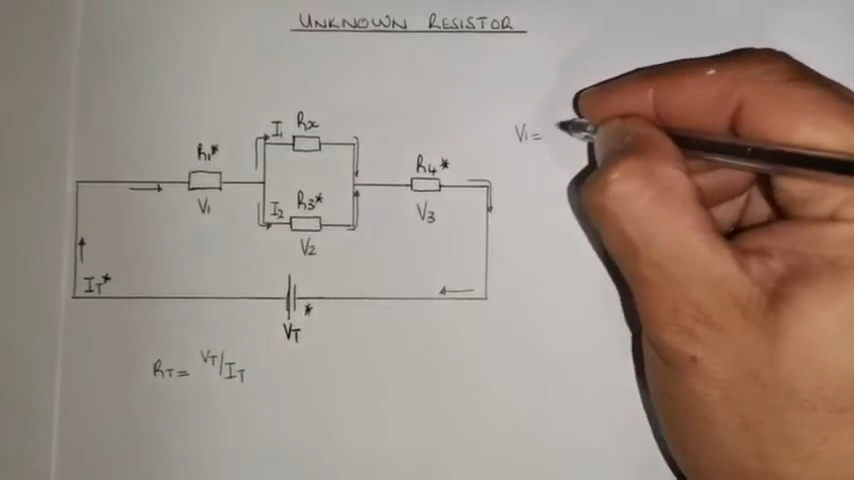 UNKNOWN RESISTOR
I1 Rx
V1=
R1*
R4*
I2 R3*
V1
V3
V2
IT*
*
VT
RT= VT/IT